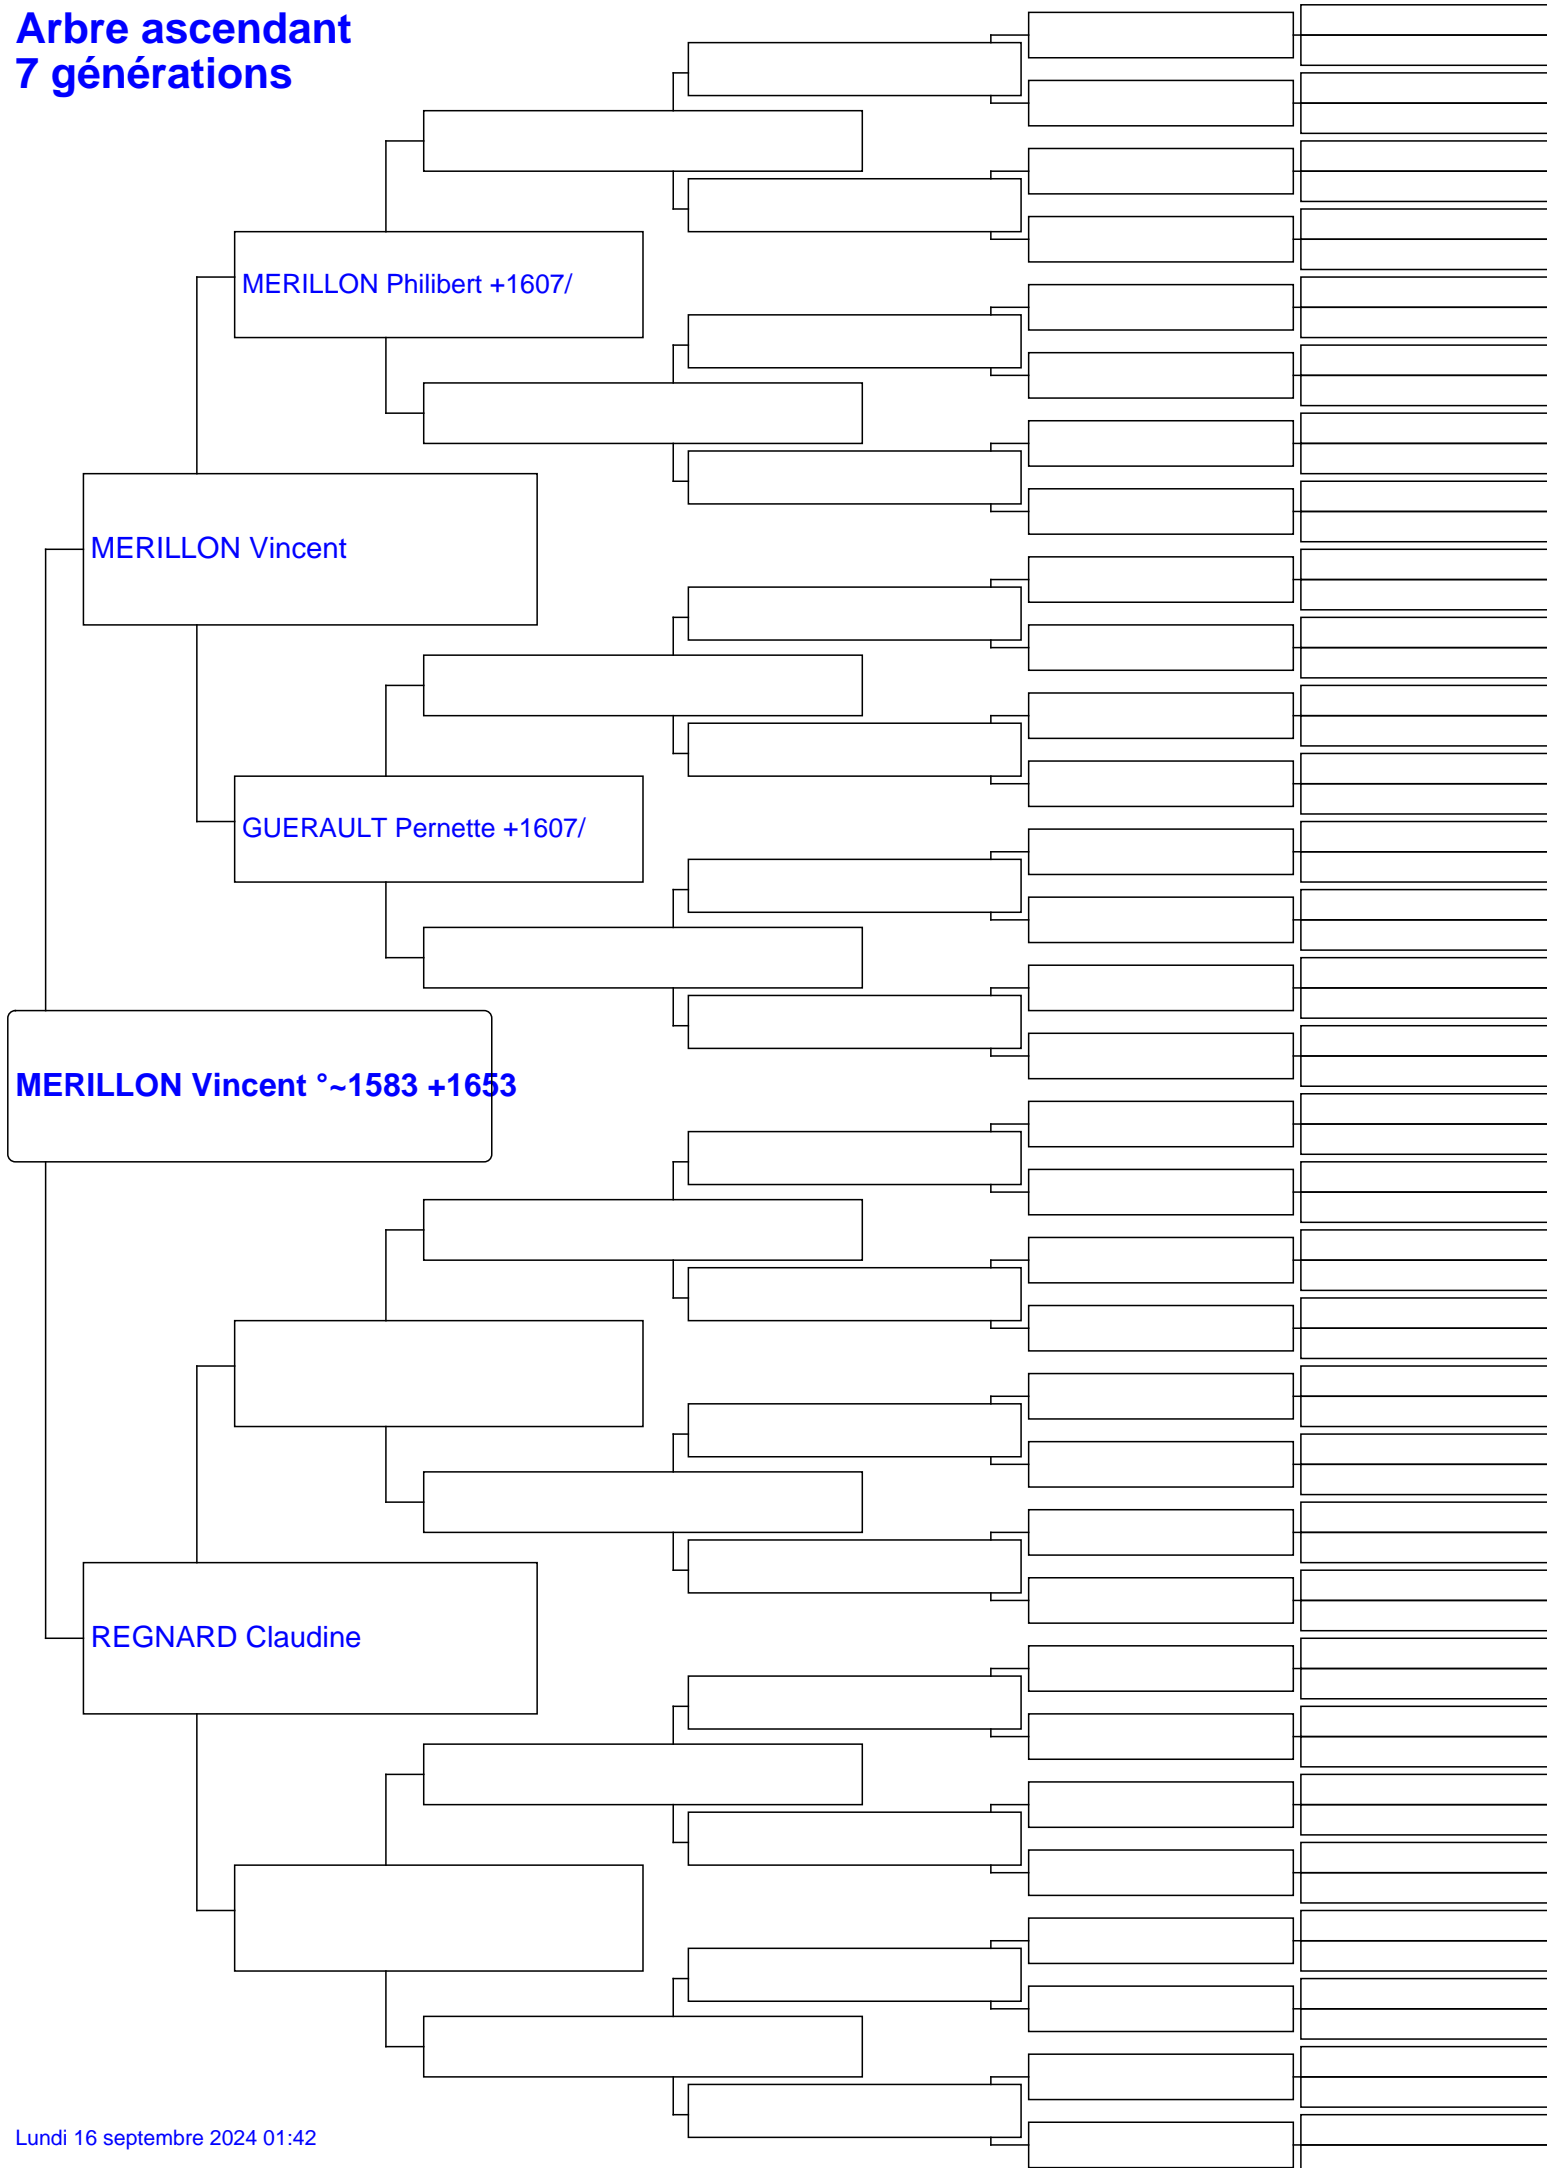 Arbre ascendant
7 générations
MERILLON Philibert +1607/
MERILLON Vincent
GUERAULT Pernette +1607/
MERILLON Vincent °~1583 +1653
REGNARD Claudine
Lundi 16 septembre 2024 01:42